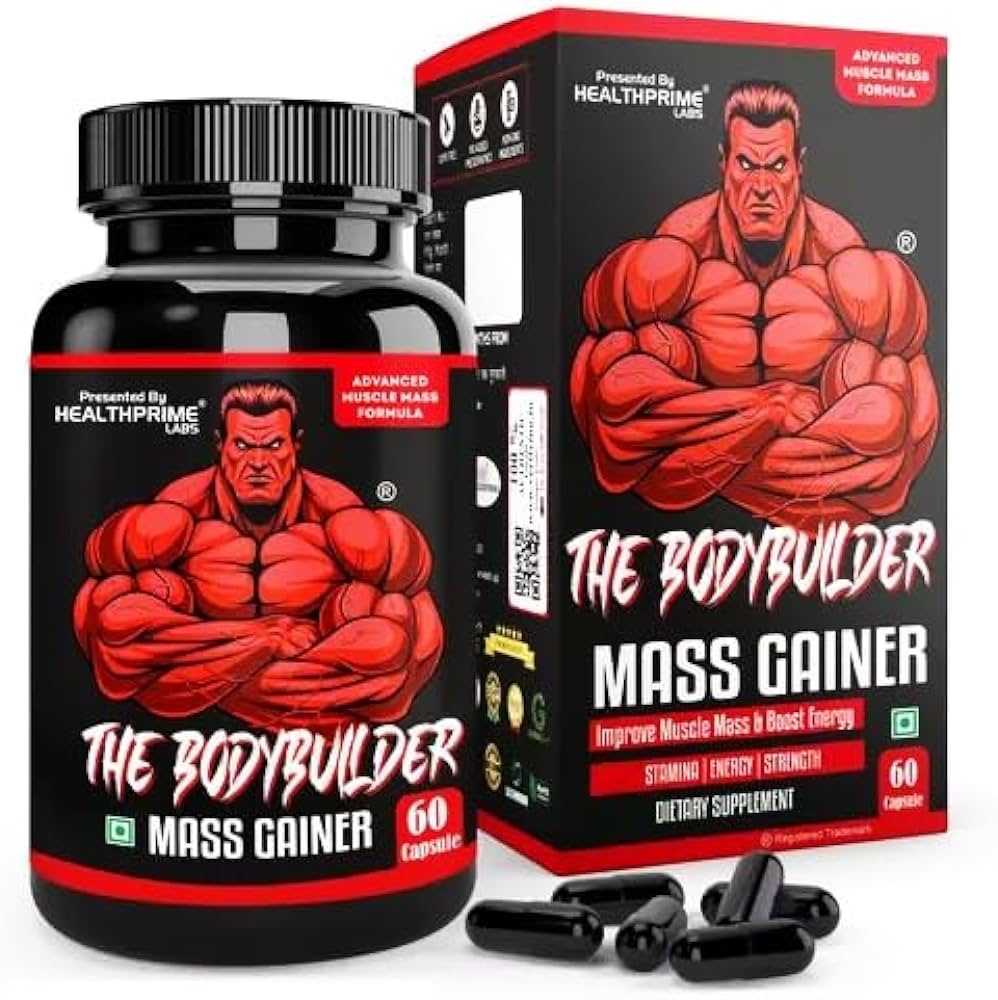 Presented By
HEALTHPRIME®
LABS
ADVANCED
MUSCLE MASS
FORMULA
®
THE BODYBUILDER
MASS GAINER
60
Capsule
Presented By
HEALTHPRIME®
LABS
ADVANCED
MUSCLE MASS
FORMULA
®
THE BODYBUILDER
MASS GAINER
Improve Muscle Mass & Boost Energy
STAMINA | ENERGY | STRENGTH
DIETARY SUPPLEMENT
60
Capsule
® Registered Trademark
100 %
AUTHENTIC
G